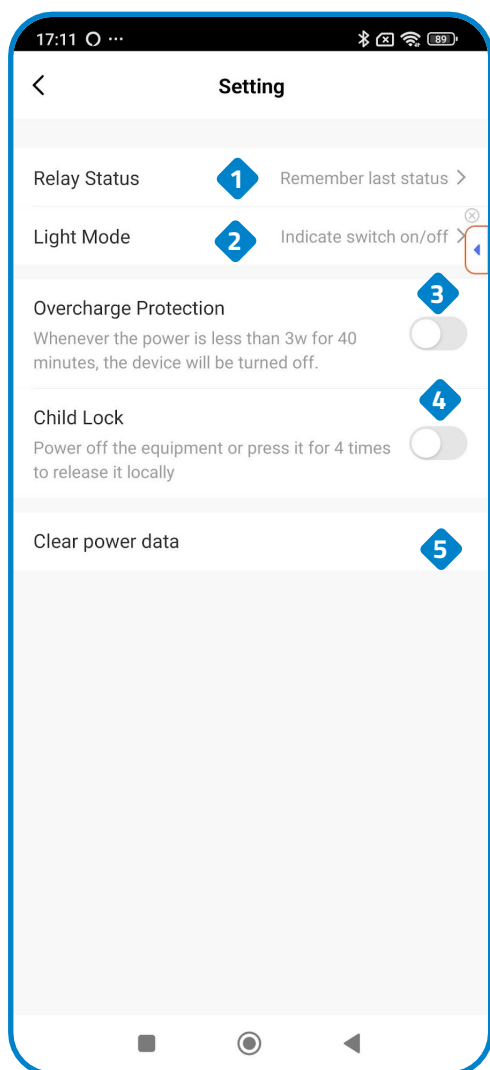 17:11 ··· 89
Setting
Relay Status 1 Remember last status
Light Mode 2 Indicate switch on/off
3
Overcharge Protection
Whenever the power is less than 3w for 40
minutes, the device will be turned off.
4
Child Lock
Power off the equipment or press it for 4 times
to release it locally
Clear power data 5